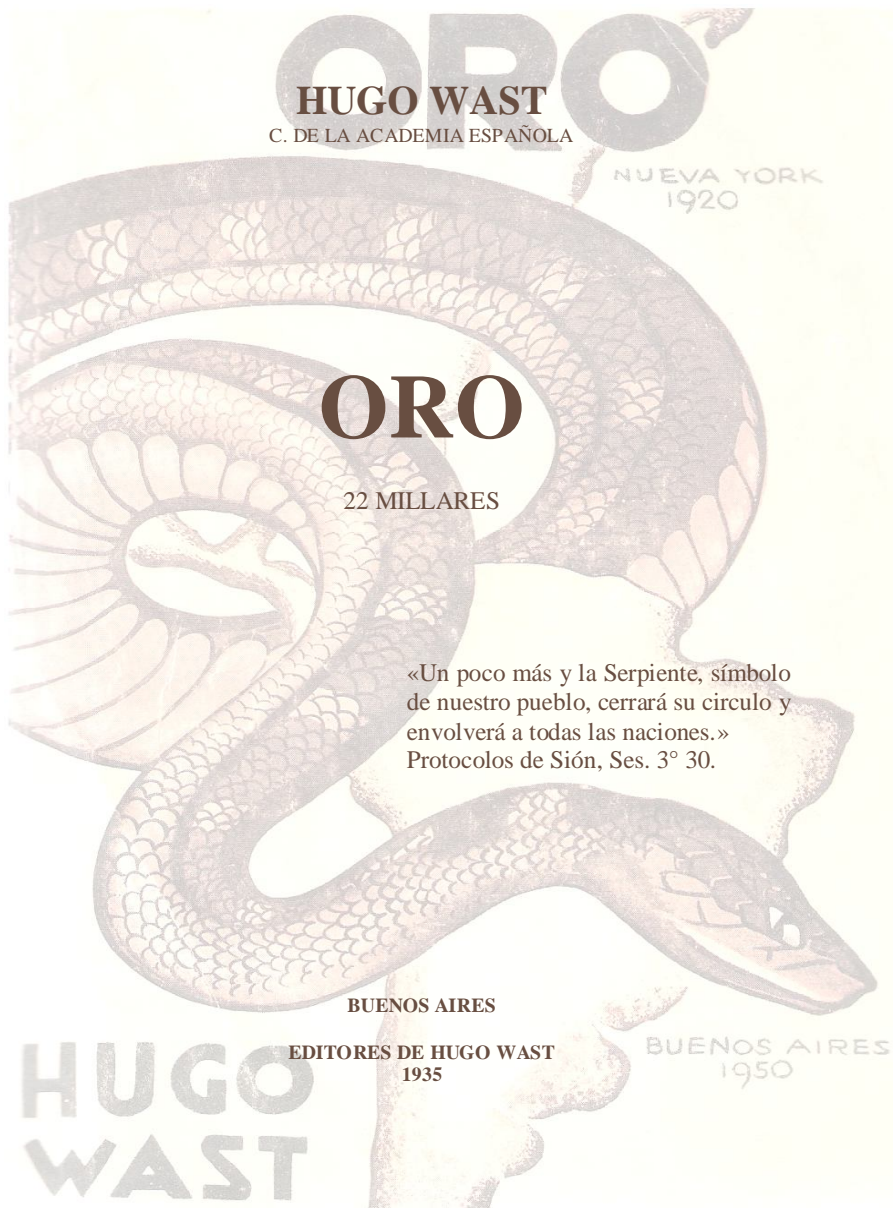 ORO
HUGO WAST
C. DE LA ACADEMIA ESPAÑOLA
NUEVA YORK
1920
ORO
22 MILLARES
«Un poco más y la Serpiente, símbolo
de nuestro pueblo, cerrará su circulo y
envolverá a todas las naciones.»
Protocolos de Sión, Ses. 3° 30.
BUENOS AIRES
EDITORES DE HUGO WAST
1935
BUENOS AIRES
1950
HUGO
WAST